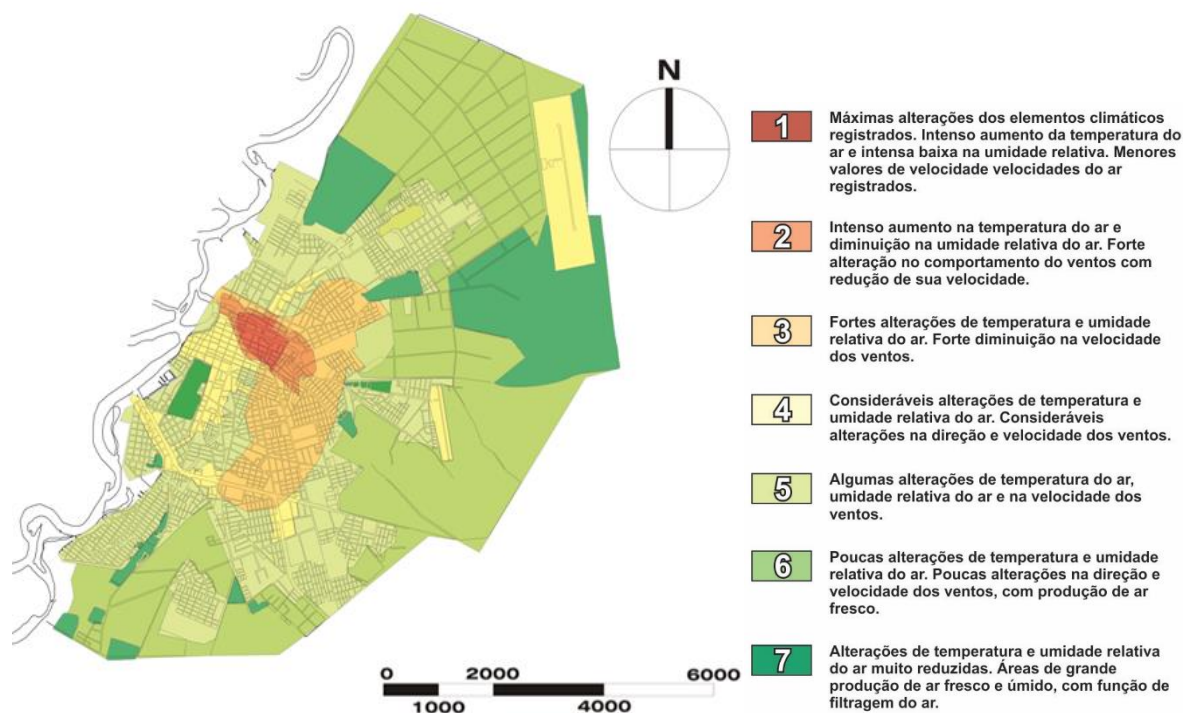 N
1
Máximas alterações dos elementos climáticos
registrados. Intenso aumento da temperatura do
ar e intensa baixa na umidade relativa. Menores
valores de velocidade velocidades do ar
registrados.
2
Intenso aumento na temperatura do ar e
diminuição na umidade relativa do ar. Forte
alteração no comportamento do ventos com
redução de sua velocidade.
3
Fortes alterações de temperatura e umidade
relativa do ar. Forte diminuição na velocidade
dos ventos.
4
Consideráveis alterações de temperatura e
umidade relativa do ar. Consideráveis
alterações na direção e velocidade dos ventos.
5
Algumas alterações de temperatura do ar,
umidade relativa do ar e na velocidade dos
ventos.
6
Poucas alterações de temperatura e umidade
relativa do ar. Poucas alterações na direção e
velocidade dos ventos, com produção de ar
fresco.
7
Alterações de temperatura e umidade relativa
do ar muito reduzidas. Áreas de grande
produção de ar fresco e úmido, com função de
filtragem do ar.
0 2000 6000
1000 4000